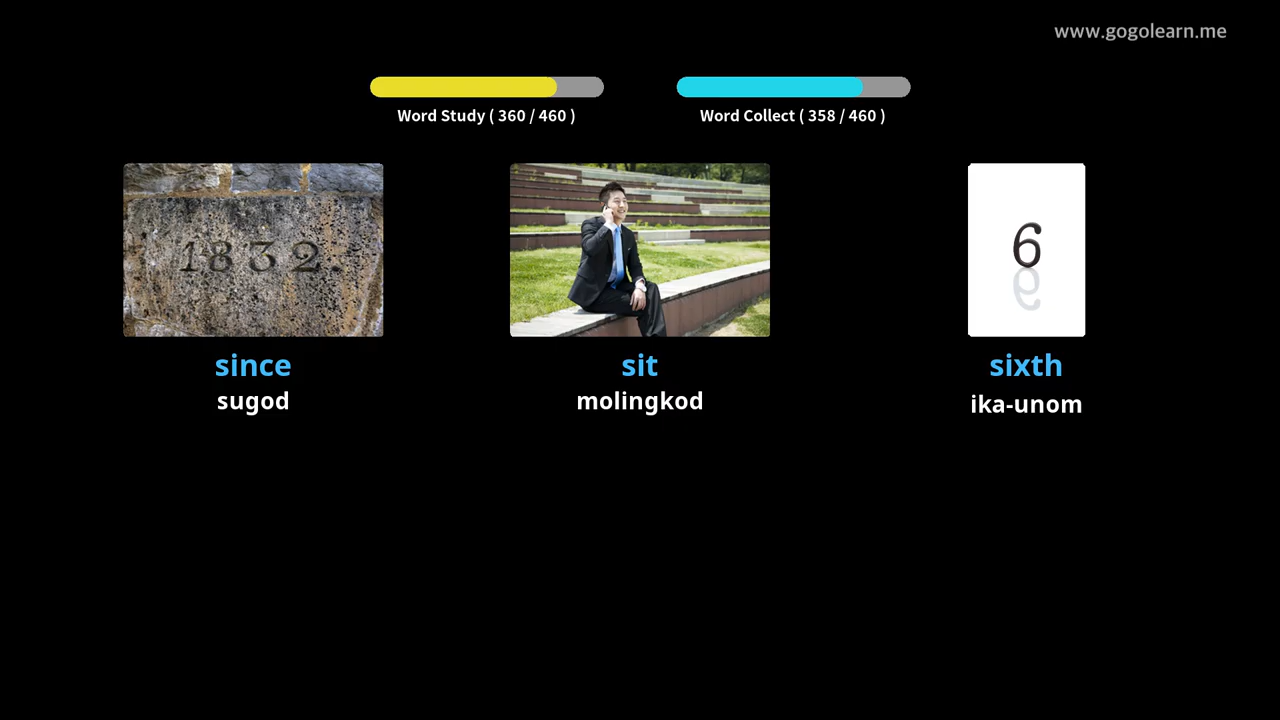 www.gogolearn.me
Word Study ( 360 / 460 )
Word Collect ( 358 / 460 )
1832.
6
since
sit
sixth
sugod
molingkod
ika-unom